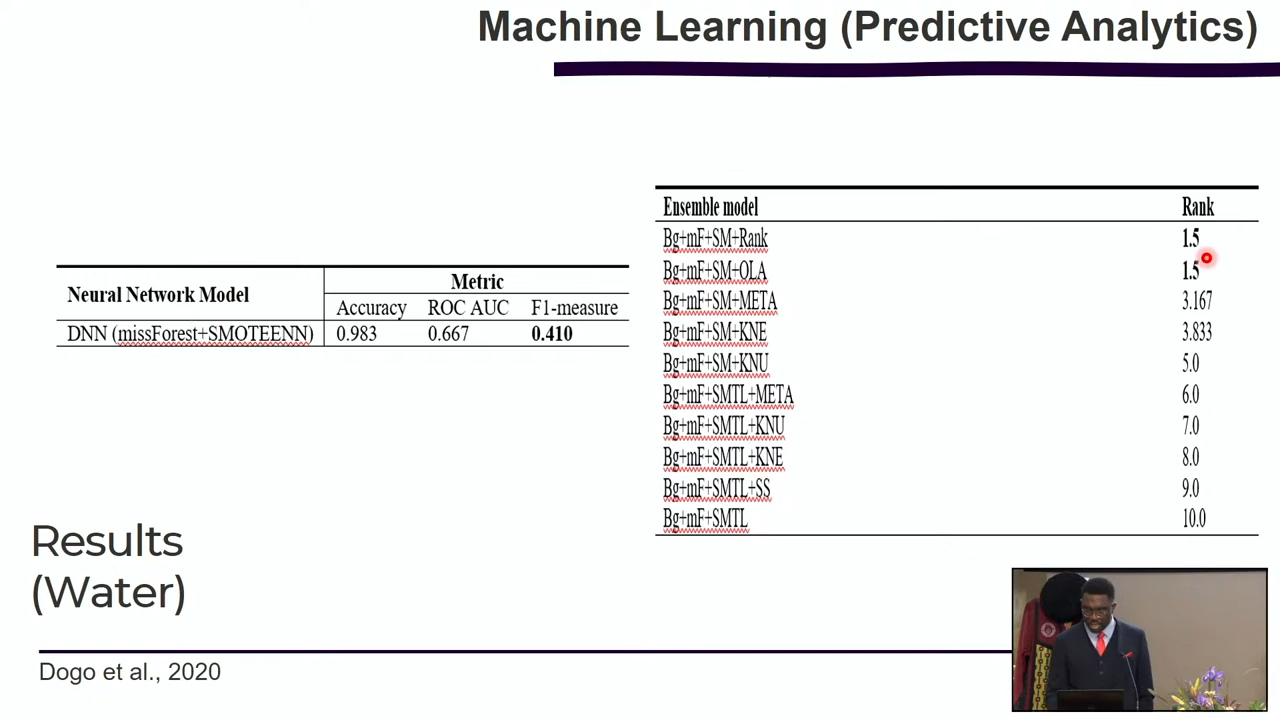 Machine Learning (Predictive Analytics)
Neural Network Model
Metric
Accuracy ROC AUC F1-measure
DNN (missForest+SMOTEENN) 0.983 0.667 0.410
Ensemble model Rank
Bg+mF+SM+Rank 1.5
Bg+mF+SM+OLA 1.5
Bg+mF+SM+META 3.167
Bg+mF+SM+KNE 3.833
Bg+mF+SM+KNU 5.0
Bg+mF+SMTL+META 6.0
Bg+mF+SMTL+KNU 7.0
Bg+mF+SMTL+KNE 8.0
Bg+mF+SMTL+SS 9.0
Bg+mF+SMTL 10.0
Results
(Water)
Dogo et al., 2020